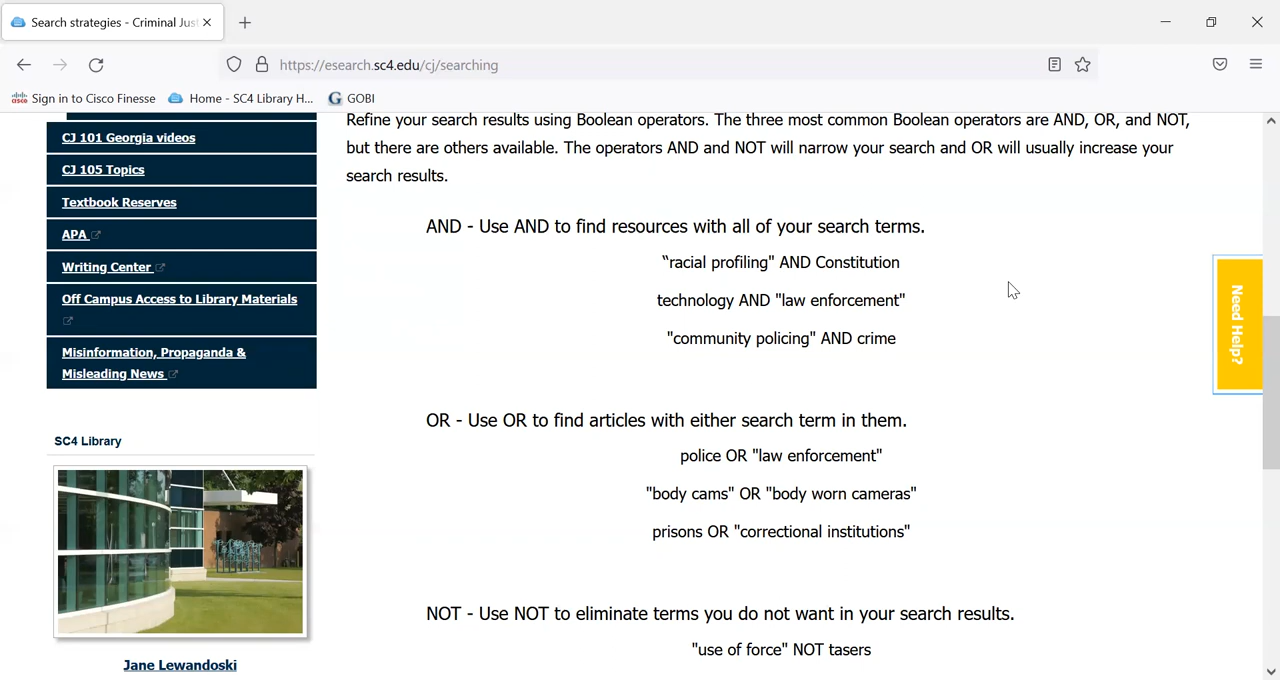 Search strategies - Criminal Jus
https://esearch.sc4.edu/cj/searching
Sign in to Cisco Finesse
Home - SC4 Library H...
G GOBI
CJ 101 Georgia videos
CJ 105 Topics
Textbook Reserves
APA
Writing Center
Off Campus Access to Library Materials
Misinformation, Propaganda &
Misleading News
SC4 Library
Jane Lewandoski
Refine your search results using Boolean operators. The three most common Boolean operators are AND, OR, and NOT,
but there are others available. The operators AND and NOT will narrow your search and OR will usually increase your
search results.
AND - Use AND to find resources with all of your search terms.
“racial profiling" AND Constitution
technology AND "law enforcement"
"community policing" AND crime
OR - Use OR to find articles with either search term in them.
police OR "law enforcement"
"body cams" OR "body worn cameras"
prisons OR "correctional institutions"
NOT - Use NOT to eliminate terms you do not want in your search results.
"use of force" NOT tasers
Need Help?